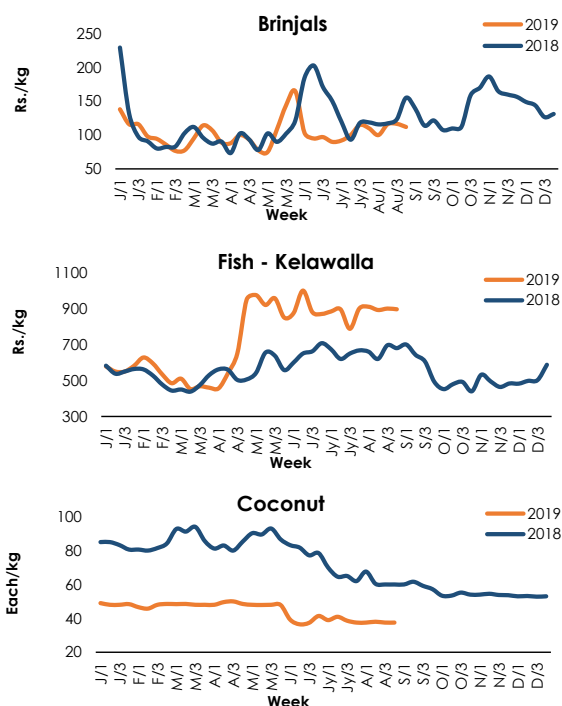 Brinjals
2019
2018
Rs./kg
250
200
150
100
50
J/1 J/3 F/1 F/3 M/1 M/3 A/1 A/3 M/1 M/3 J/1 J/3 Jy/1 Jy/3 Au/1 Au/3 S/1 S/3 O/1 O/3 N/1 N/3 D/1 D/3
Week
Fish - Kelawalla
2019
2018
Rs./kg
1100
900
700
500
300
J/1 J/3 F/1 F/3 M/1 M/3 A/1 A/3 M/1 M/3 J/1 J/3 Jy/1 Jy/3 A/1 A/3 S/1 S/3 O/1 O/3 N/1 N/3 D/1 D/3
Week
Coconut
2019
2018
Each/kg
100
80
60
40
20
J/1 J/3 F/1 F/3 M/1 M/3 A/1 A/3 M/1 M/3 J/1 J/3 Jy/1 Jy/3 A/1 A/3 S/1 S/3 O/1 O/3 N/1 N/3 D/1 D/3
Week